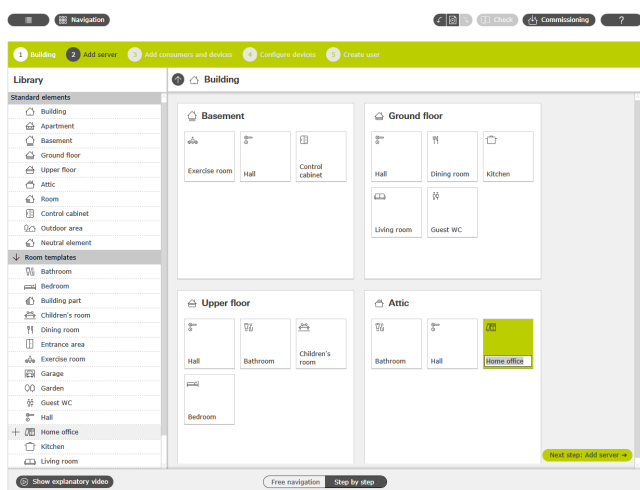 Navigation
Check
Commissioning
?
1 Building
2 Add server
3 Add consumers and devices
4 Configure devices
5 Create user
Library
Building
Standard elements
Building
Apartment
Basement
Ground floor
Upper floor
Attic
Room
Control cabinet
Outdoor area
Neutral element
Room templates
Bathroom
Bedroom
Building part
Children's room
Dining room
Entrance area
Exercise room
Garage
Garden
Guest WC
Hall
Home office
Kitchen
Living room
Basement
Exercise room
Hall
Control
cabinet
Ground floor
Hall
Dining room
Kitchen
Living room
Guest WC
Upper floor
Hall
Bathroom
Children's
room
Bedroom
Attic
Bathroom
Hall
Home office
Next step: Add server
Show explanatory video
Free navigation
Step by step